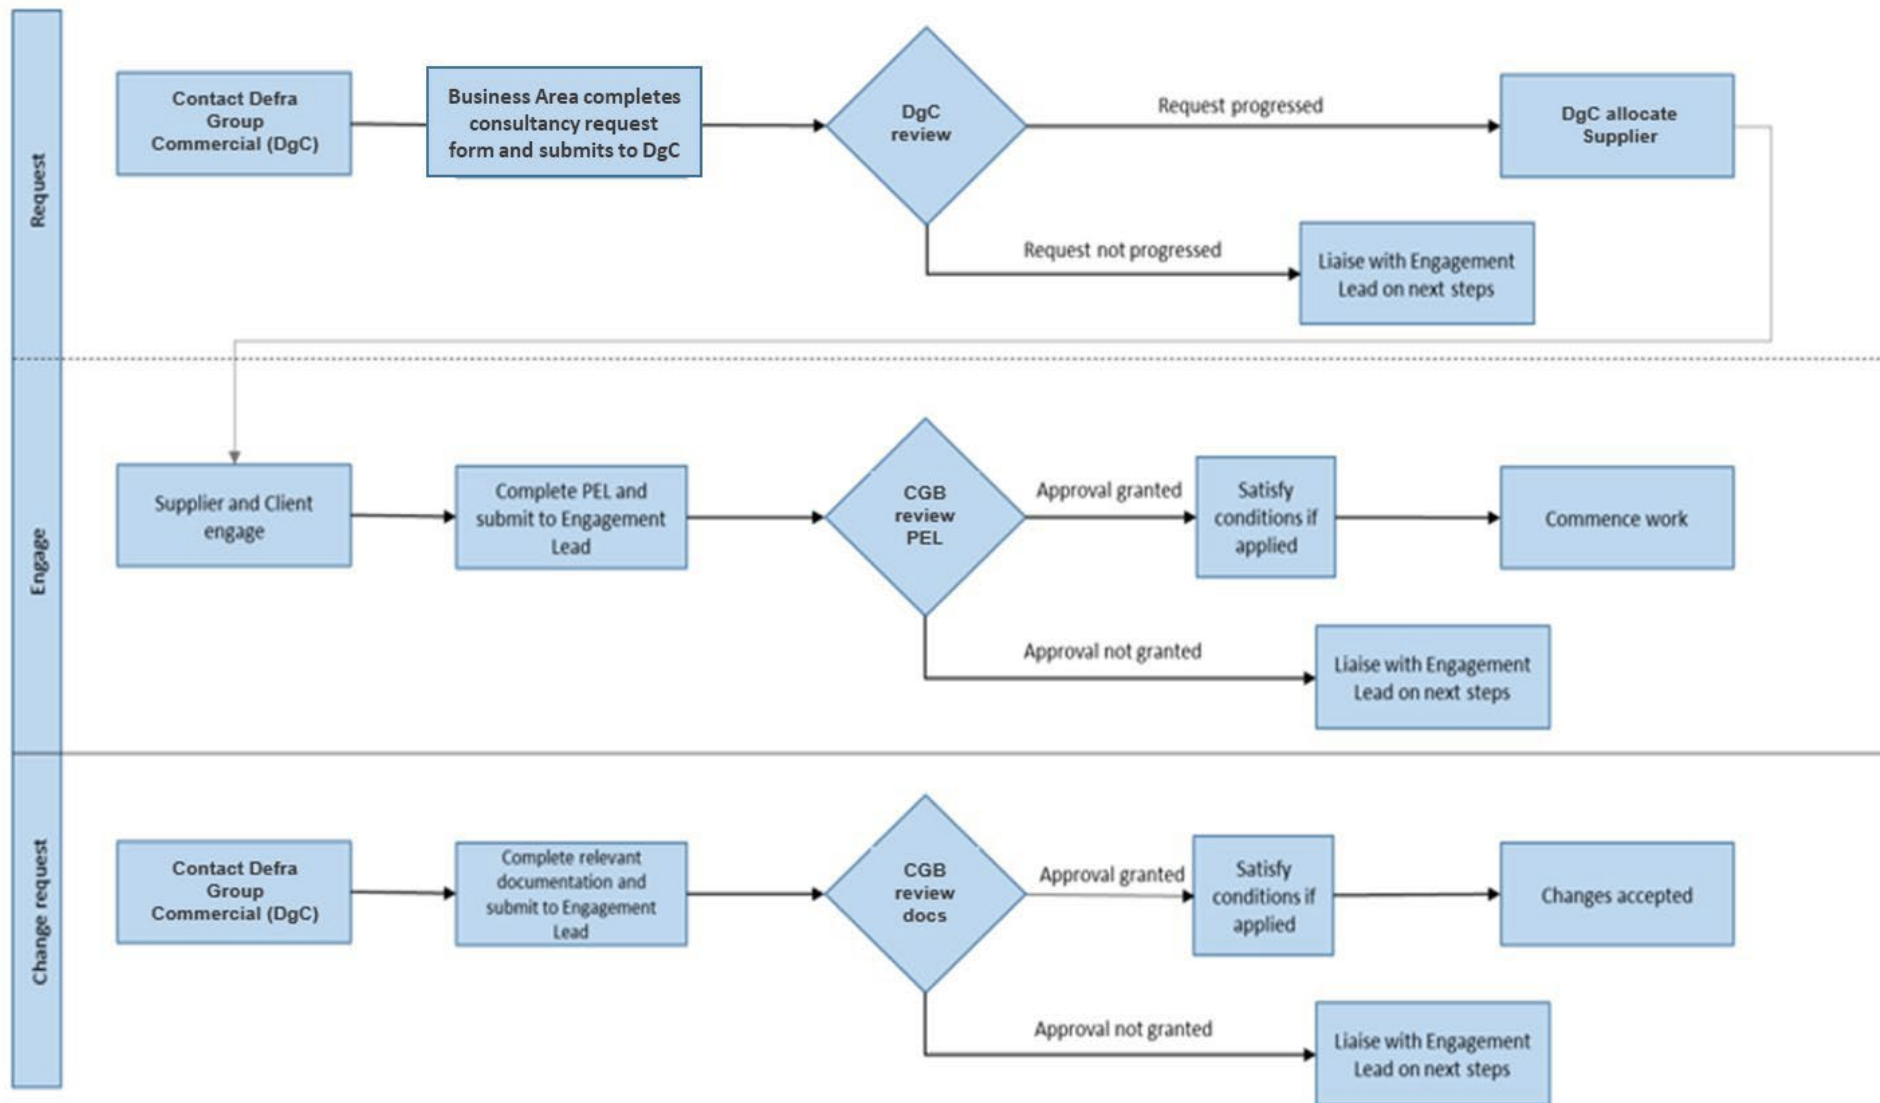 Request
Contact Defra
Group
Commercial (DgC)
Business Area completes
consultancy request
form and submits to DgC
DgC
review
Request progressed
DgC allocate
Supplier
Request not progressed
Liaise with Engagement
Lead on next steps
Engage
Supplier and Client
engage
Complete PEL and
submit to Engagement
Lead
CGB
review
PEL
Approval granted
Satisfy
conditions if
applied
Commence work
Approval not granted
Liaise with Engagement
Lead on next steps
Change request
Contact Defra
Group
Commercial (DgC)
Complete relevant
documentation and
submit to Engagement
Lead
CGB
review
docs
Approval granted
Satisfy
conditions if
applied
Changes accepted
Approval not granted
Liaise with Engagement
Lead on next steps